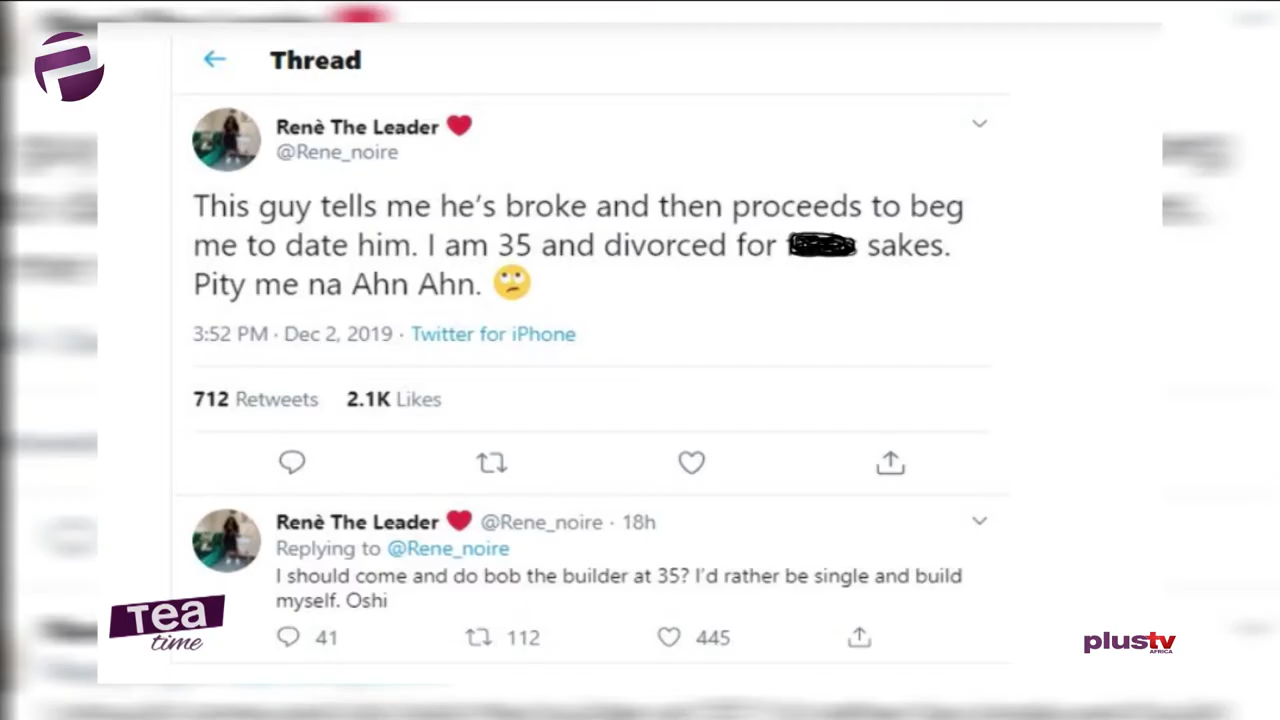 Thread
Renè The Leader ❤️
@Rene_noire
This guy tells me he's broke and then proceeds to beg
me to date him. I am 35 and divorced for sakes.
Pity me na Ahn Ahn. 🙄
3:52 PM · Dec 2, 2019 · Twitter for iPhone
712 Retweets 2.1K Likes
Renè The Leader ❤️ @Rene_noire · 18h
Replying to @Rene_noire
I should come and do bob the builder at 35? I'd rather be single and build
myself. Oshi
41 112 445
Tea
time
plustv
AFRICA